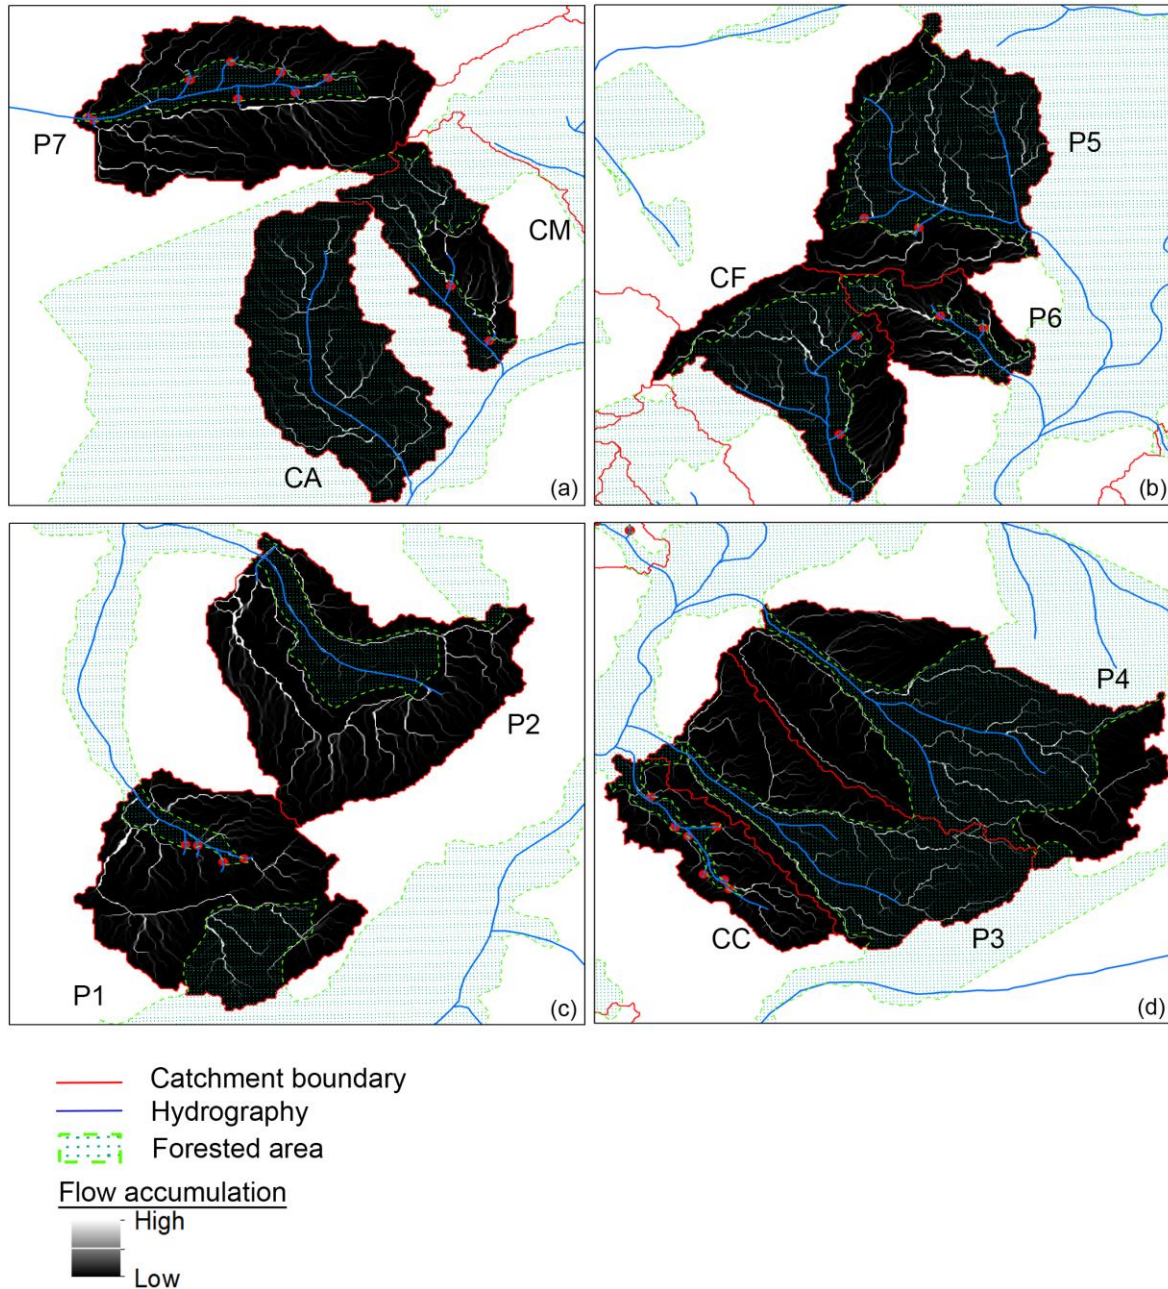 P7
CM
CA
(a)
P5
CF
P6
(b)
P2
P1
(c)
P4
CC
P3
(d)
Catchment boundary
Hydrography
Forested area
Flow accumulation
High
Low